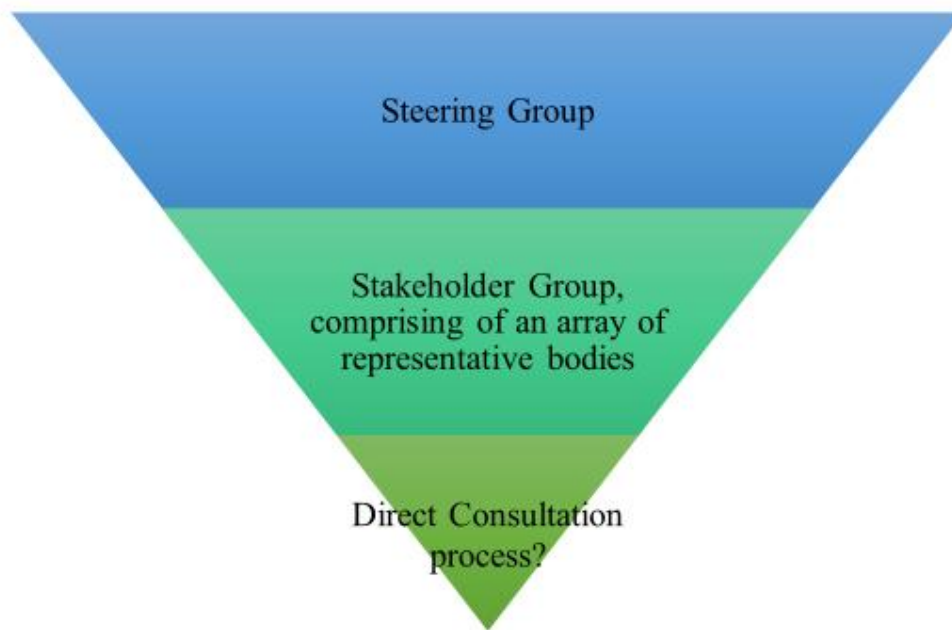 Steering Group
Stakeholder Group,
comprising of an array of
representative bodies
Direct Consultation
process?